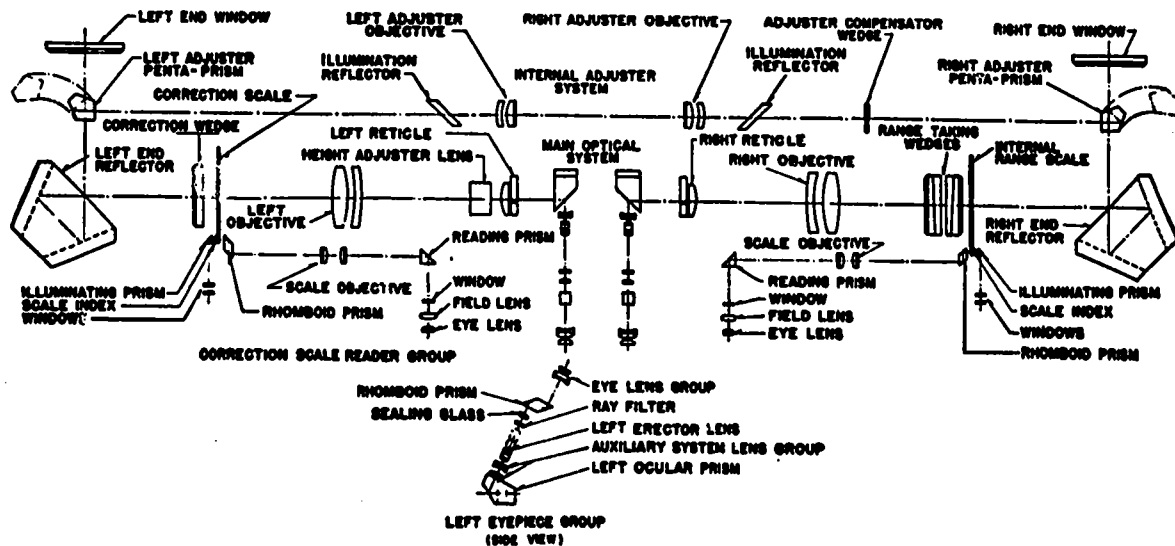 LEFT END WINDOW
LEFT ADJUSTER
PENTA-PRISM
CORRECTION SCALE
CORRECTION WEDGE
LEFT END
REFLECTOR
LEFT ADJUSTER
OBJECTIVE
ILLUMINATION
REFLECTOR
INTERNAL ADJUSTER
SYSTEM
RIGHT ADJUSTER OBJECTIVE
ILLUMINATION
REFLECTOR
ADJUSTER COMPENSATOR
WEDGE
RIGHT END WINDOW
RIGHT ADJUSTER
PENTA-PRISM
LEFT RETICLE
HEIGHT ADJUSTER LENS
MAIN OPTICAL
SYSTEM
RIGHT RETICLE
RIGHT OBJECTIVE
RANGE TAKING
WEDGES
INTERNAL
RANGE SCALE
LEFT
OBJECTIVE
RIGHT END
REFLECTOR
READING PRISM
SCALE OBJECTIVE
SCALE OBJECTIVE
READING PRISM
ILLUMINATING PRISM
SCALE INDEX
WINDOWS
RHOMBOID PRISM
WINDOW
FIELD LENS
EYE LENS
WINDOW
FIELD LENS
EYE LENS
ILLUMINATING PRISM
SCALE INDEX
WINDOWS
RHOMBOID PRISM
CORRECTION SCALE READER GROUP
RHOMBOID PRISM
SEALING GLASS
EYE LENS GROUP
RAY FILTER
LEFT ERECTOR LENS
AUXILIARY SYSTEM LENS GROUP
LEFT OCULAR PRISM
LEFT EYEPIECE GROUP
(SIDE VIEW)